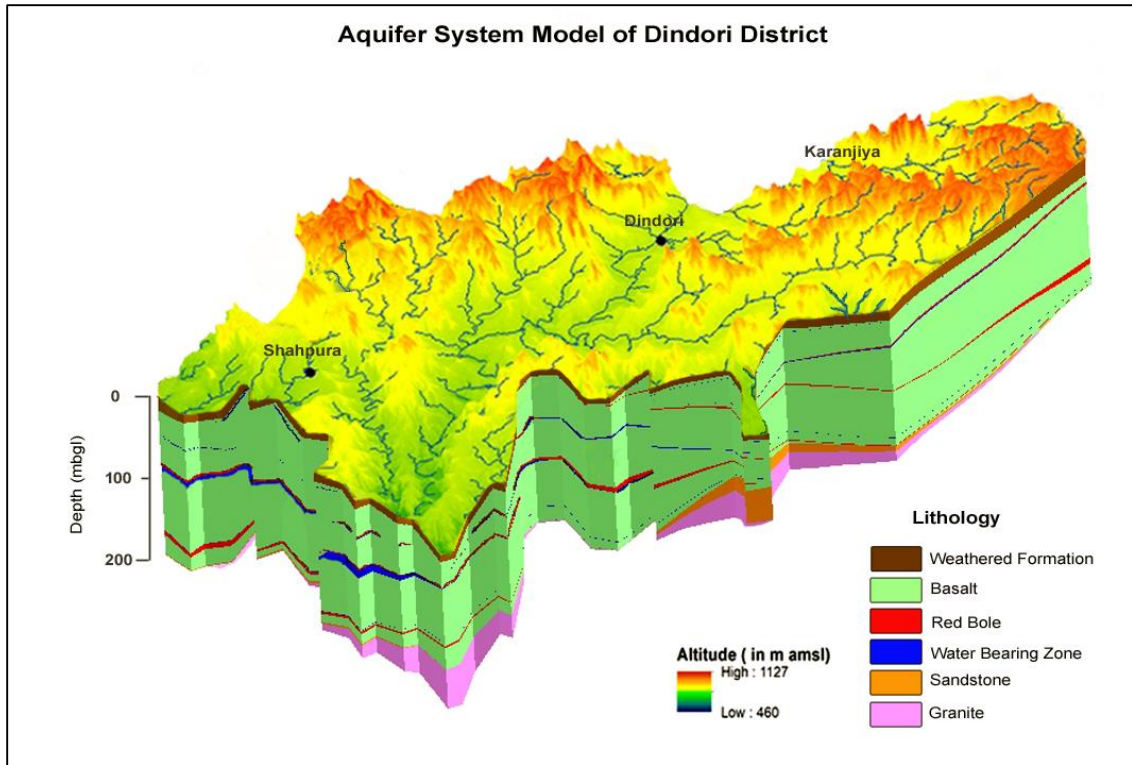 Aquifer System Model of Dindori District
Karanjiya
Dindori
Shahpura
0
100
200
Depth (mbgl)
Lithology
Weathered Formation
Basalt
Red Bole
Water Bearing Zone
Sandstone
Granite
Altitude ( in m amsl)
High : 1127
Low : 460